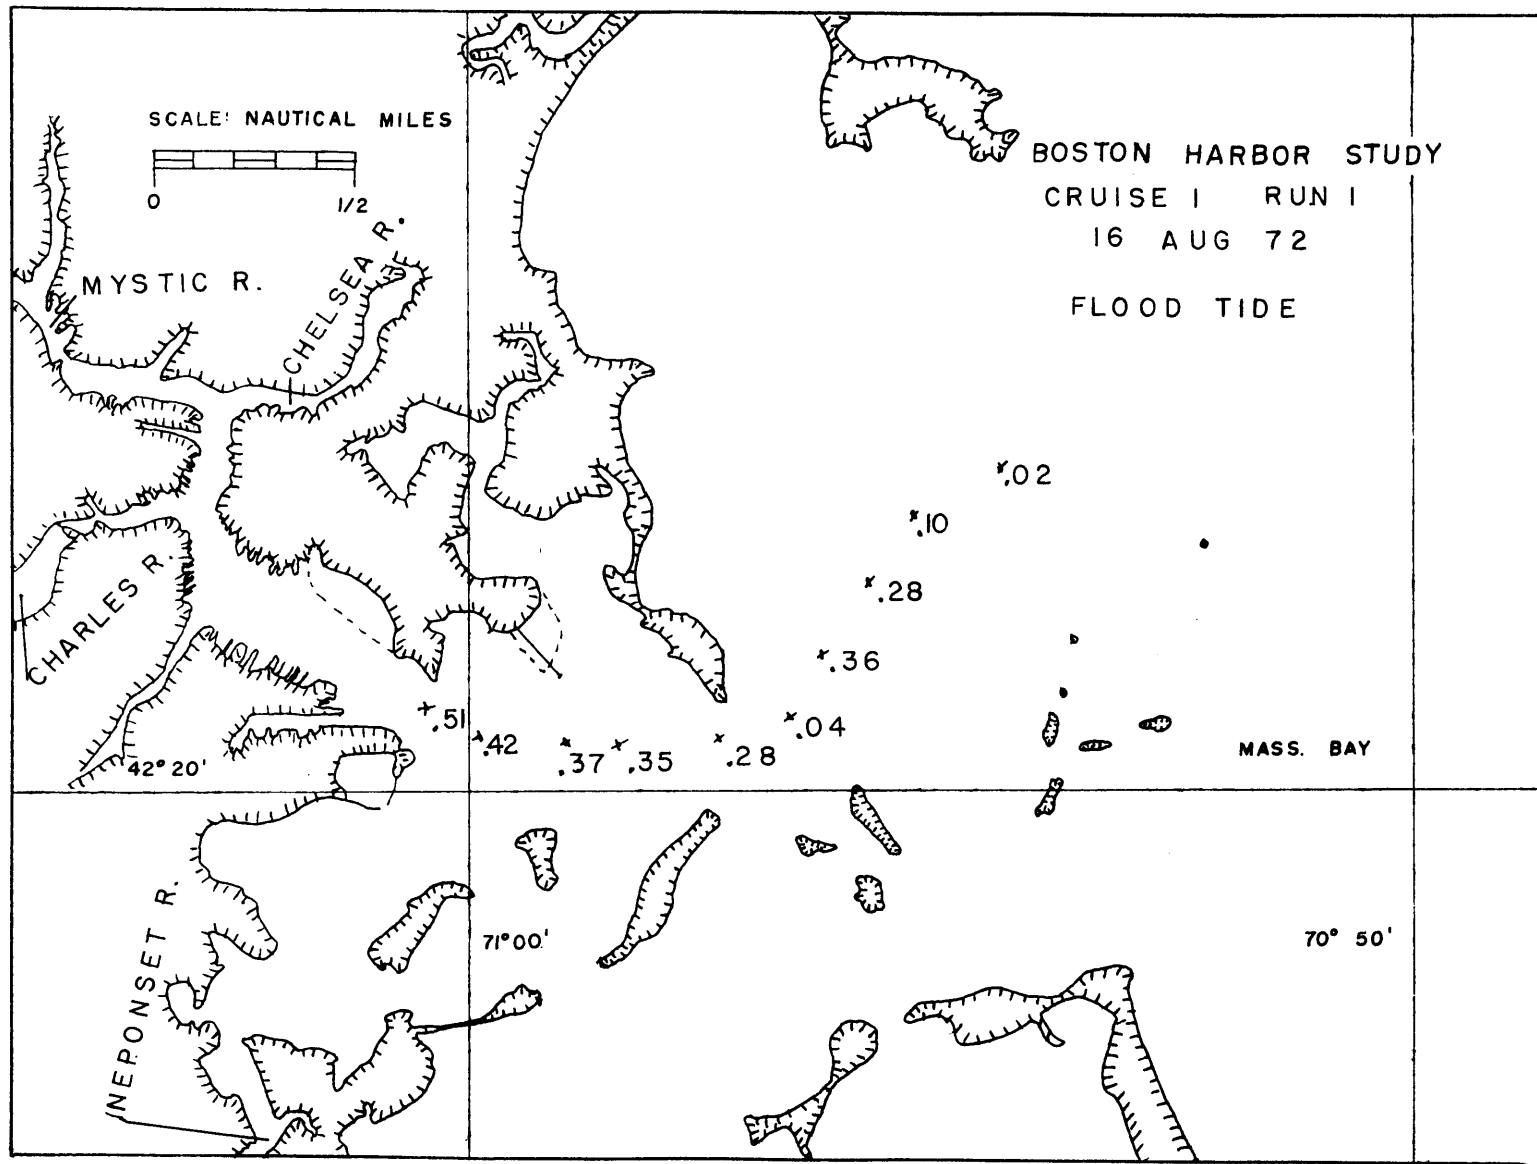 SCALE: NAUTICAL MILES
0 1/2
BOSTON HARBOR STUDY
CRUISE 1 RUN 1
16 AUG 72
FLOOD TIDE
MYSTIC R.
CHELSEA R.
CHARLES R.
.02
.10
.28
.36
.04
.51
.42
.37
.35
.28
42° 20'
MASS. BAY
71° 00'
70° 50'
NEPONSET R.